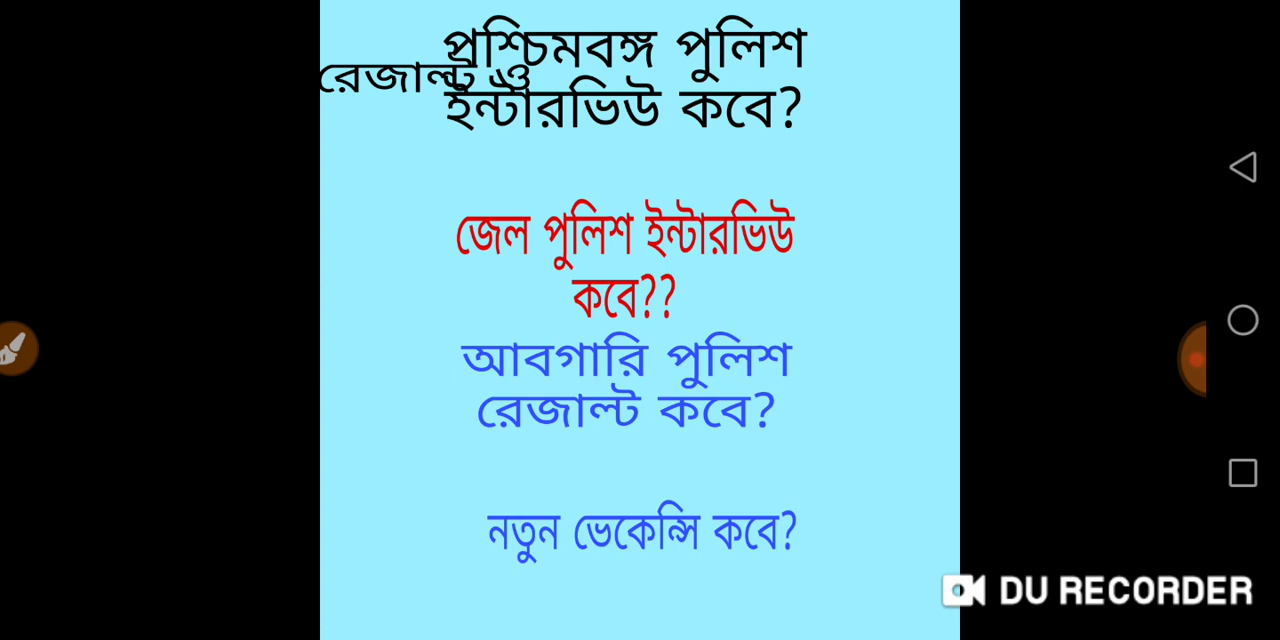 পশ্চিমবঙ্গ পুলিশ
রেজাল্ট ও
ইন্টারভিউ কবে?
জেল পুলিশ ইন্টারভিউ
কবে??
আবগারি পুলিশ
রেজাল্ট কবে?
নতুন ভেকেন্সি কবে?
DU RECORDER